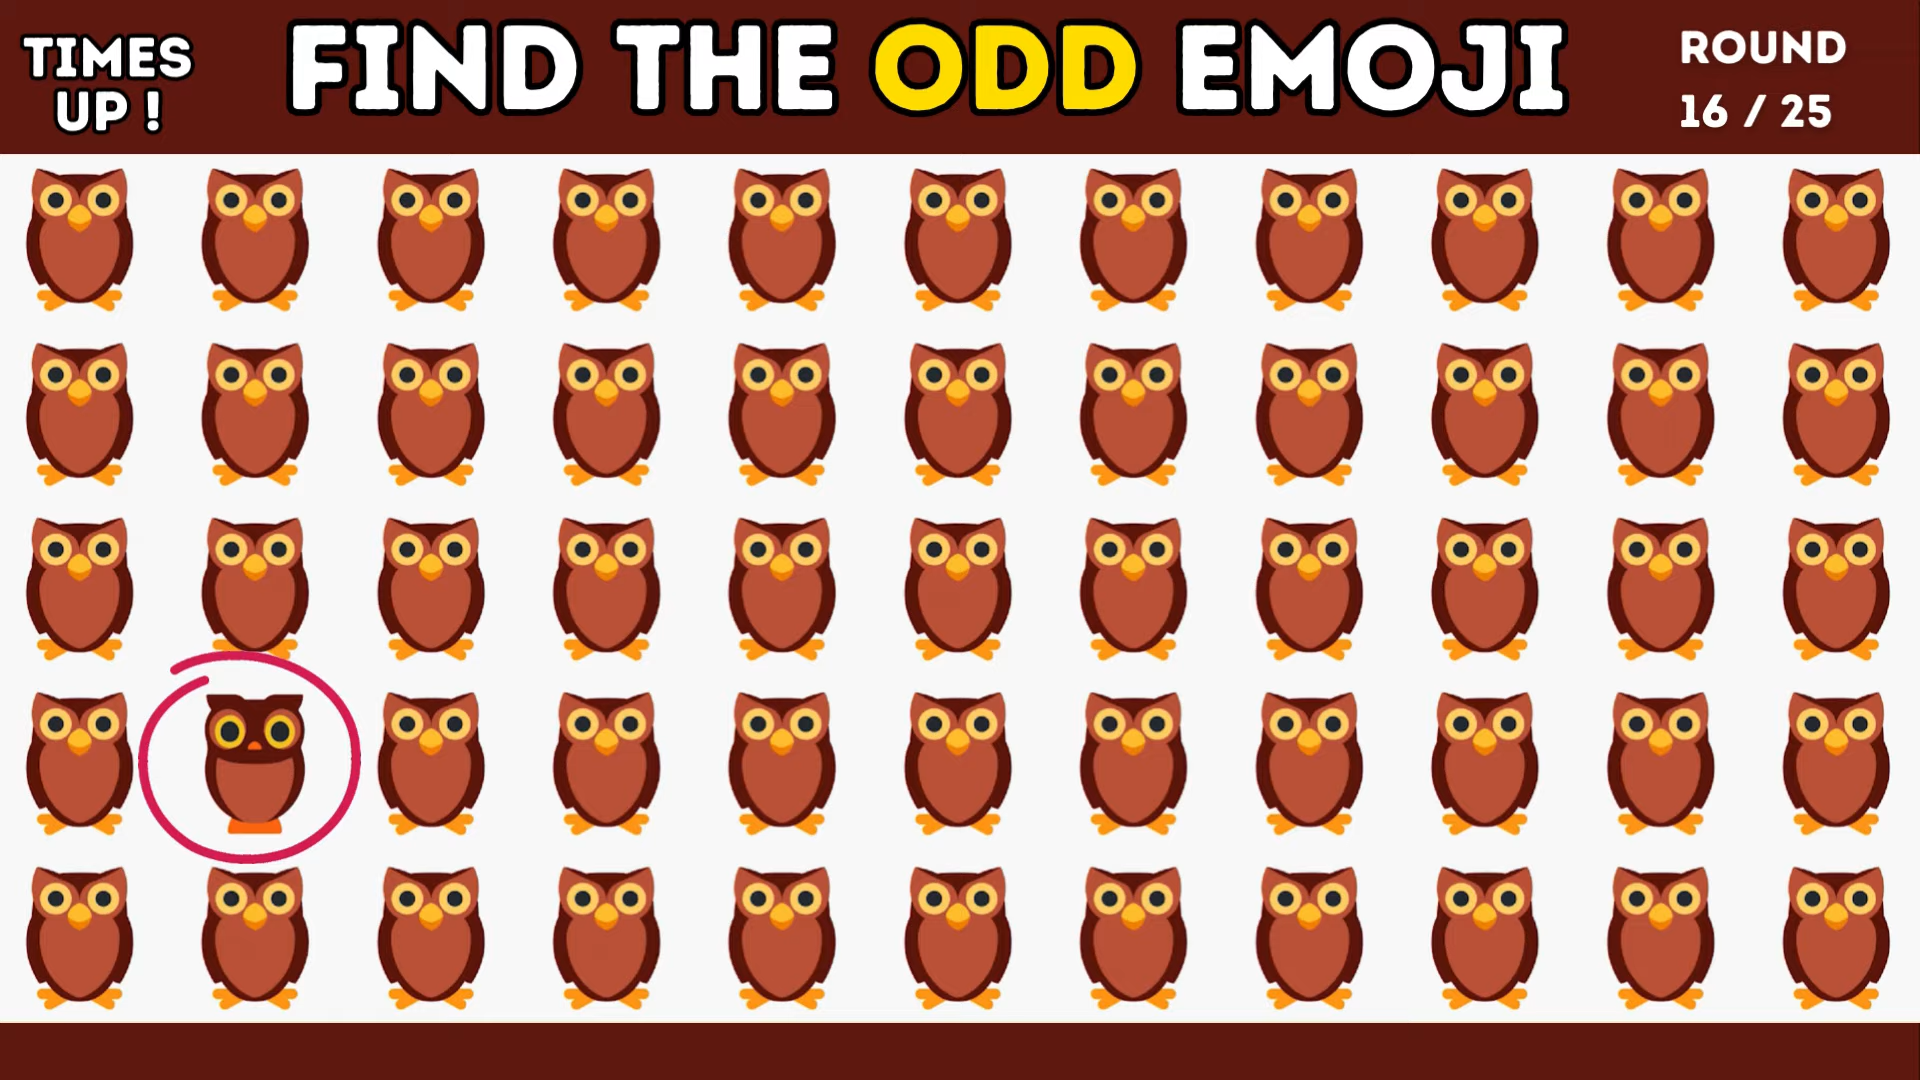 TIMES
UP !
FIND THE ODD EMOJI
ROUND
16 / 25